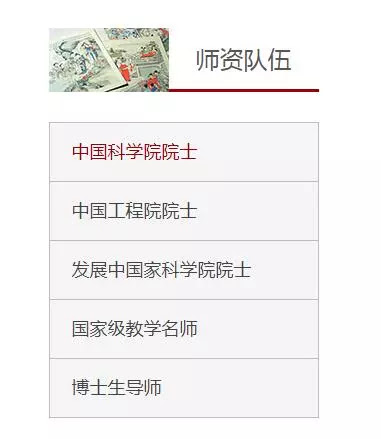 师资队伍
中国科学院院士
中国工程院院士
发展中国家科学院院士
国家级教学名师
博士生导师